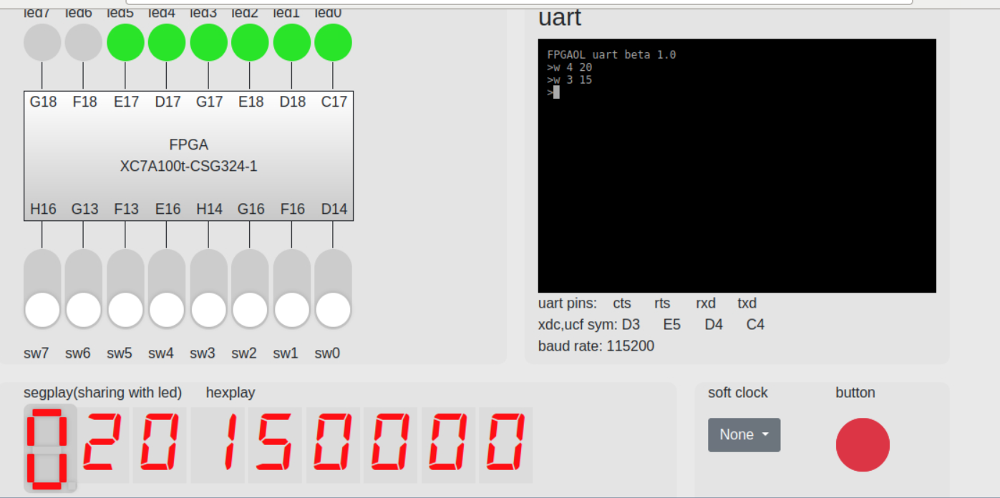 led7 led6 led5 led4 led3 led2 led1 led0
G18 F18 E17 D17 G17 E18 D18 C17
FPGA
XC7A100t-CSG324-1
H16 G13 F13 E16 H14 G16 F16 D14
sw7 sw6 sw5 sw4 sw3 sw2 sw1 sw0
uart
FPGAOL uart beta 1.0
>w 4 20
>w 3 15
>
uart pins: cts rts rxd txd
xdc,ucf sym: D3 E5 D4 C4
baud rate: 115200
segplay(sharing with led) hexplay
0 2 0 1 5 0 0 0 0
soft clock button
None